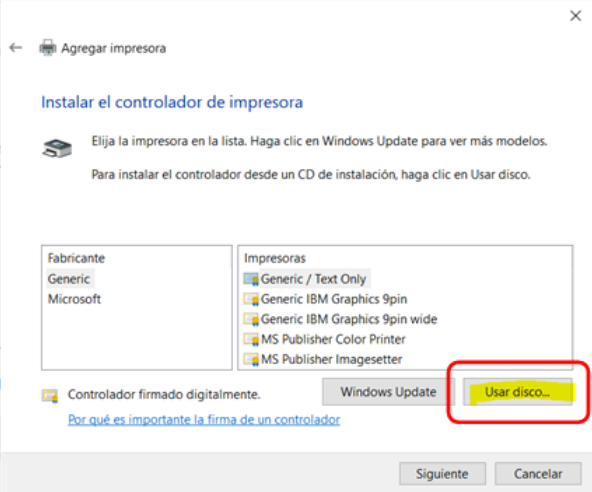 Agregar impresora
Instalar el controlador de impresora
Elija la impresora en la lista. Haga clic en Windows Update para ver más modelos.
Para instalar el controlador desde un CD de instalación, haga clic en Usar disco.
Fabricante
Generic
Microsoft
Impresoras
Generic / Text Only
Generic IBM Graphics 9pin
Generic IBM Graphics 9pin wide
MS Publisher Color Printer
MS Publisher Imagesetter
Controlador firmado digitalmente.
Windows Update
Usar disco...
Por qué es importante la firma de un controlador
Siguiente
Cancelar